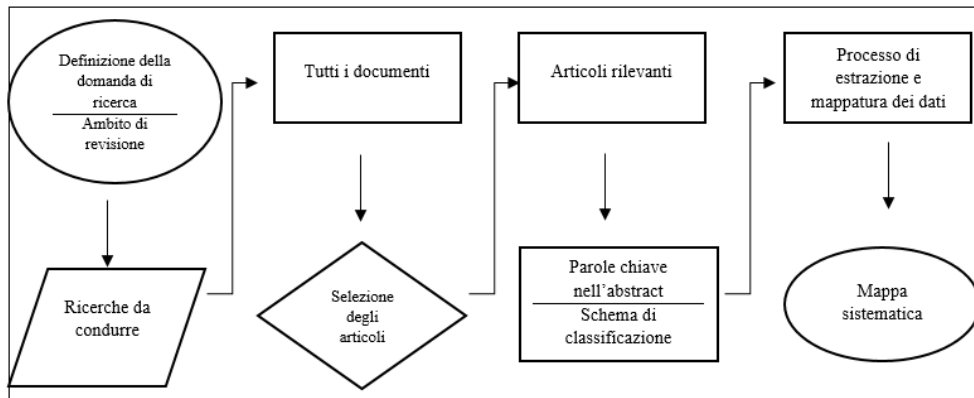 Definizione della
domanda di
ricerca
Ambito di
revisione
Ricerche da
condurre
Tutti i documenti
Selezione
degli
articoli
Articoli rilevanti
Parole chiave
nell'abstract
Schema di
classificazione
Processo di
estrazione e
mappatura dei dati
Mappa
sistematica